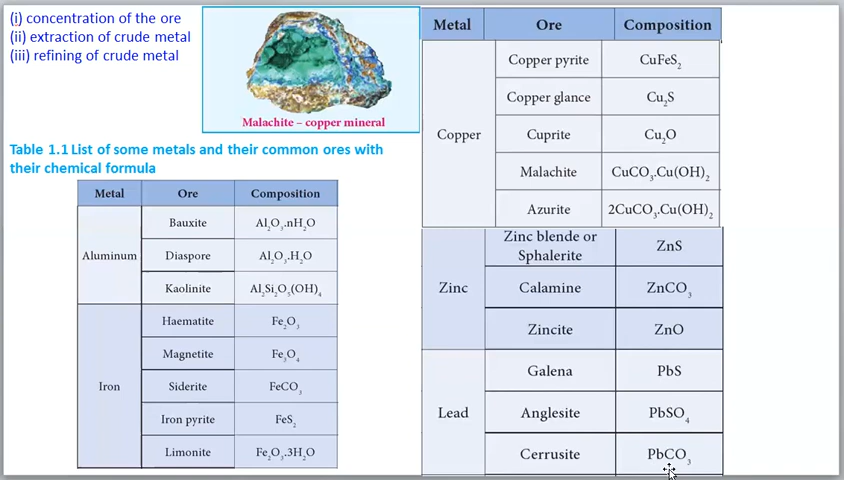 (i) concentration of the ore
(ii) extraction of crude metal
(iii) refining of crude metal
Malachite – copper mineral
Table 1.1 List of some metals and their common ores with
their chemical formula
Metal Ore Composition
Aluminum
Bauxite Al₂O₃.nH₂O
Diaspore Al₂O₃.H₂O
Kaolinite Al₂Si₂O₅(OH)₄
Iron
Haematite Fe₂O₃
Magnetite Fe₃O₄
Siderite FeCO₃
Iron pyrite FeS₂
Limonite Fe₂O₃.3H₂O
Metal Ore Composition
Copper
Copper pyrite CuFeS₂
Copper glance Cu₂S
Cuprite Cu₂O
Malachite CuCO₃.Cu(OH)₂
Azurite 2CuCO₃.Cu(OH)₂
Zinc
Zinc blende or
Sphalerite ZnS
Calamine ZnCO₃
Zincite ZnO
Lead
Galena PbS
Anglesite PbSO₄
Cerrusite PbCO₃